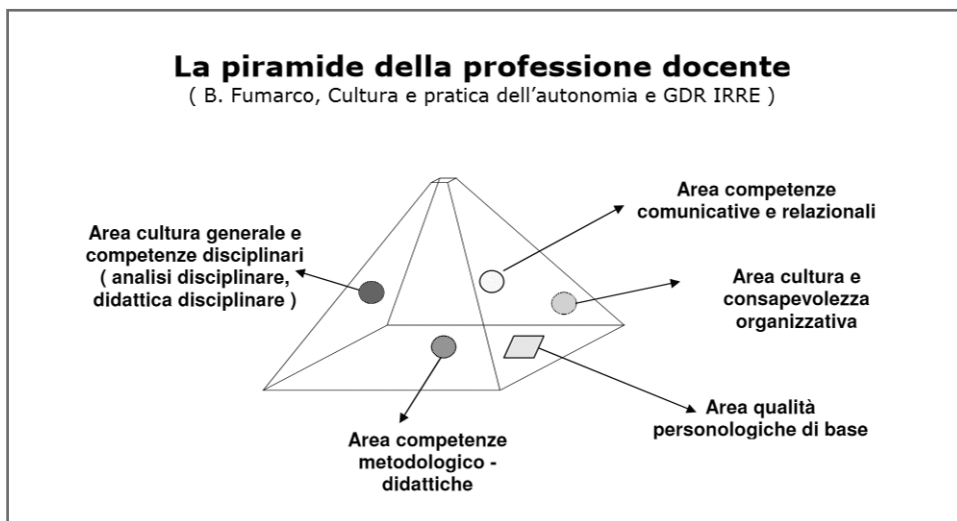 La piramide della professione docente
( B. Fumarco, Cultura e pratica dell'autonomia e GDR IRRE )
Area competenze
comunicative e relazionali
Area cultura generale e
competenze disciplinari
( analisi disciplinare,
didattica disciplinare )
Area cultura e
consapevolezza
organizzativa
Area qualità
personologiche di base
Area competenze
metodologico -
didattiche